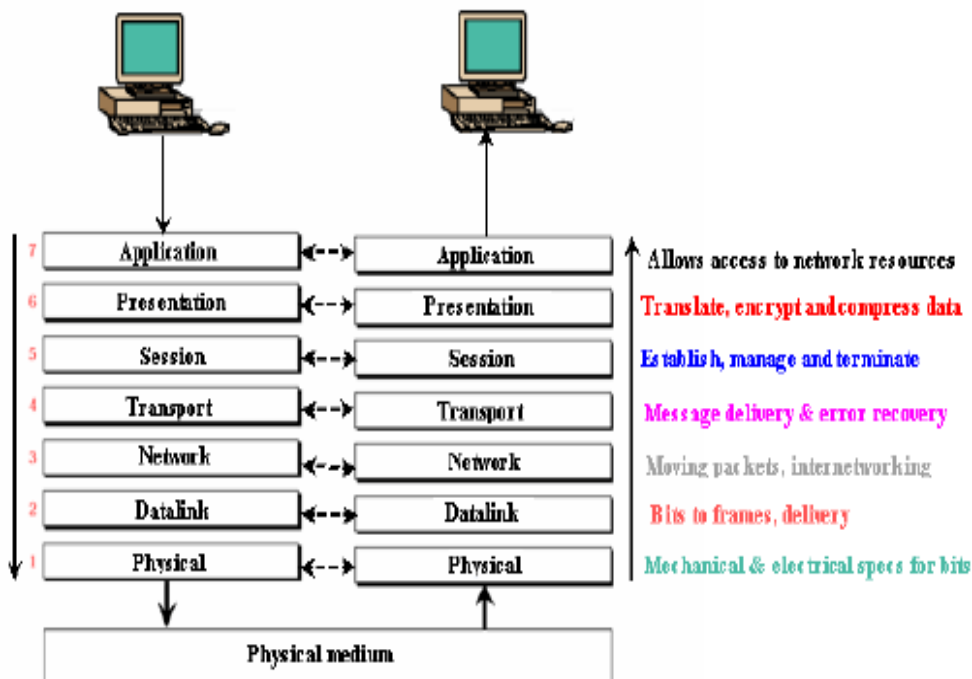 7 Application Application Allows access to network resources
6 Presentation Presentation Translate, encrypt and compress data
5 Session Session Establish, manage and terminate
4 Transport Transport Message delivery & error recovery
3 Network Network Moving packets, internetworking
2 Datalink Datalink Bits to frames, delivery
1 Physical Physical Mechanical & electrical specs for bits
Physical medium